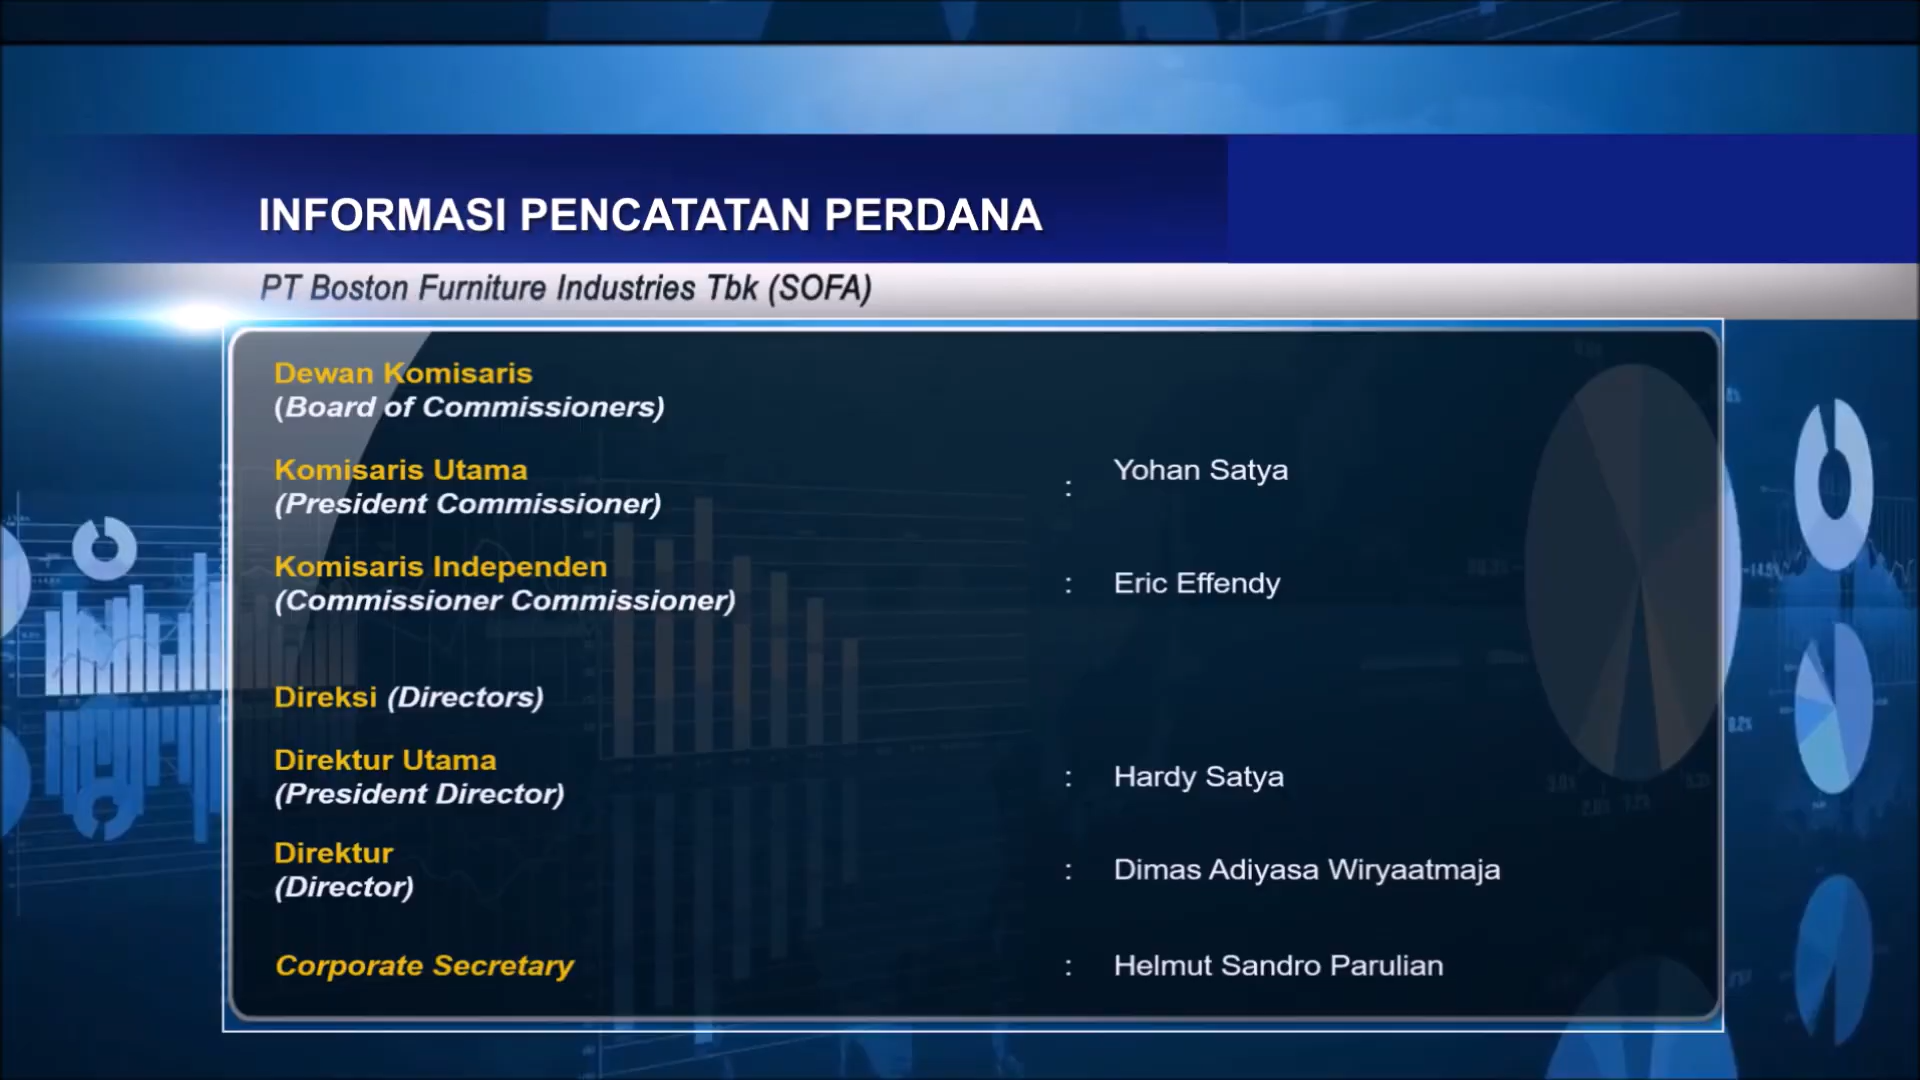 INFORMASI PENCATATAN PERDANA
PT Boston Furniture Industries Tbk (SOFA)
Dewan Komisaris
(Board of Commissioners)
Komisaris Utama
(President Commissioner) : Yohan Satya
Komisaris Independen
(Commissioner Commissioner) : Eric Effendy
Direksi (Directors)
Direktur Utama
(President Director) : Hardy Satya
Direktur
(Director) : Dimas Adiyasa Wiryaatmaja
Corporate Secretary : Helmut Sandro Parulian